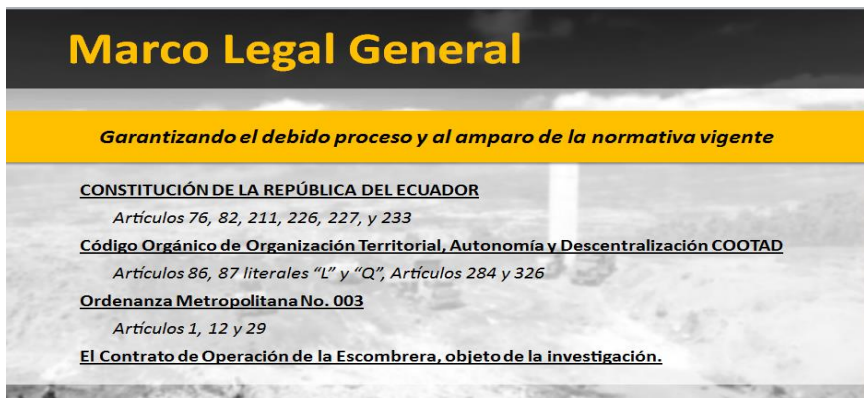 Marco Legal General
Garantizando el debido proceso y al amparo de la normativa vigente
CONSTITUCIÓN DE LA REPÚBLICA DEL ECUADOR
Artículos 76, 82, 211, 226, 227, y 233
Código Orgánico de Organización Territorial, Autonomía y Descentralización COOTAD
Artículos 86, 87 literales “L” y “Q”, Artículos 284 y 326
Ordenanza Metropolitana No. 003
Artículos 1, 12 y 29
El Contrato de Operación de la Escombrera, objeto de la investigación.